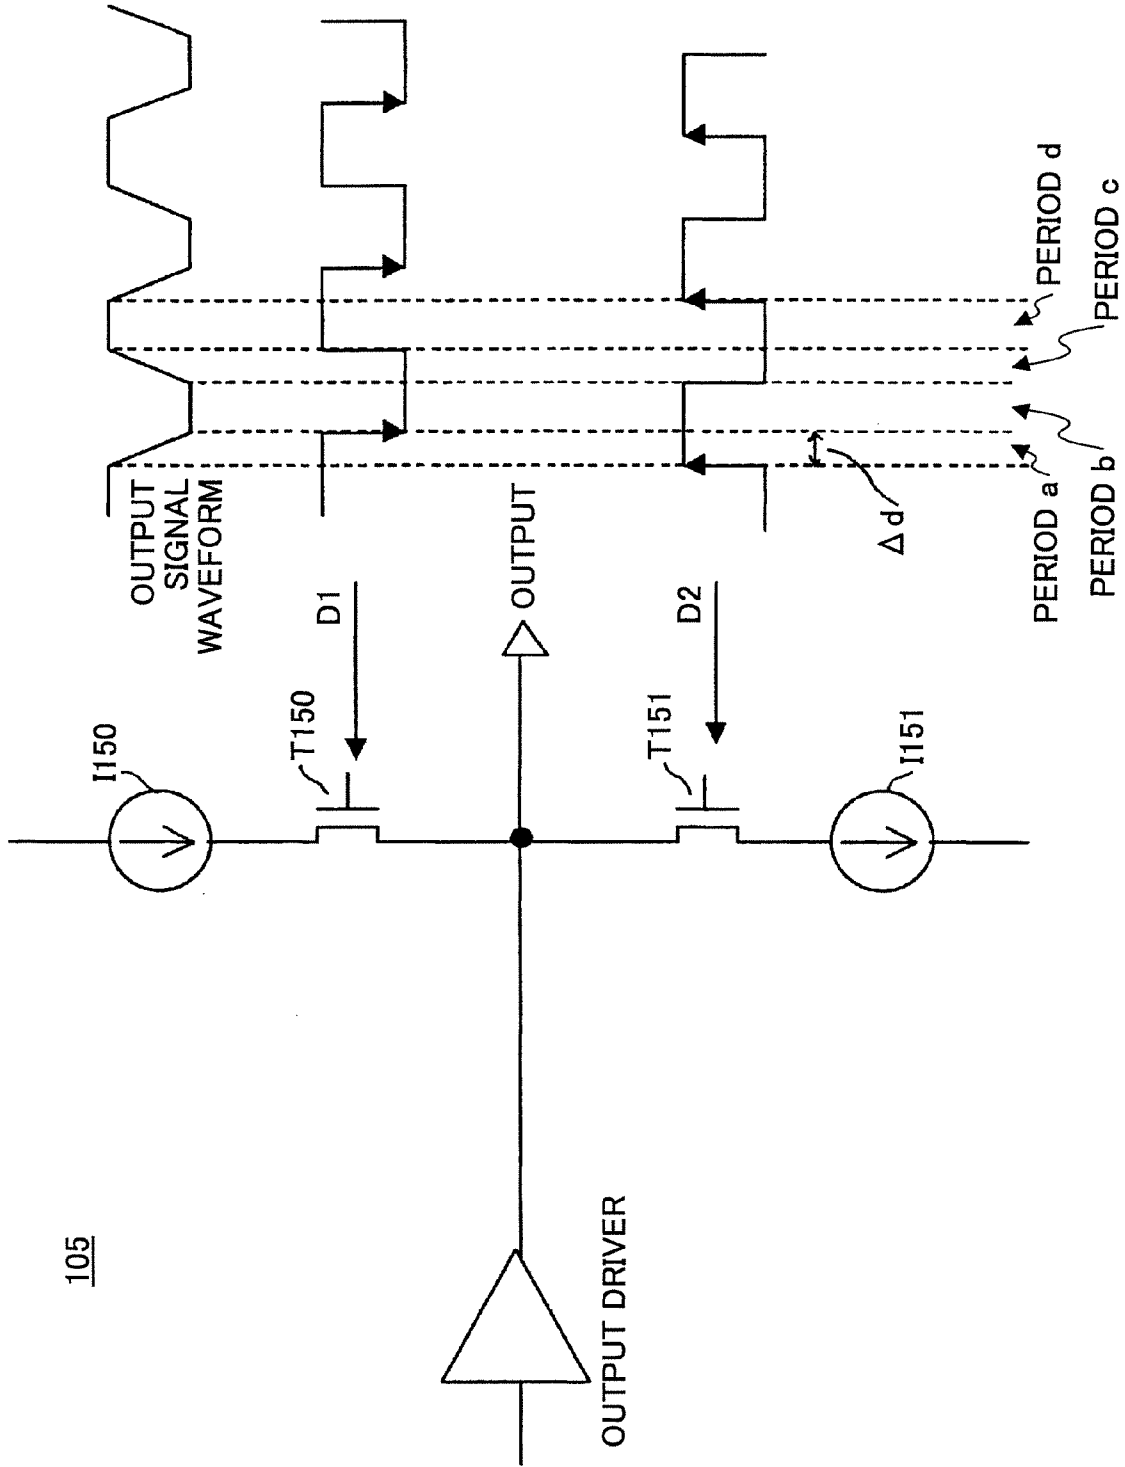 105
OUTPUT DRIVER
I150
T150
D1
OUTPUT
T151
D2
I151
OUTPUT
SIGNAL
WAVEFORM
Δd
PERIOD a
PERIOD b
PERIOD c
PERIOD d